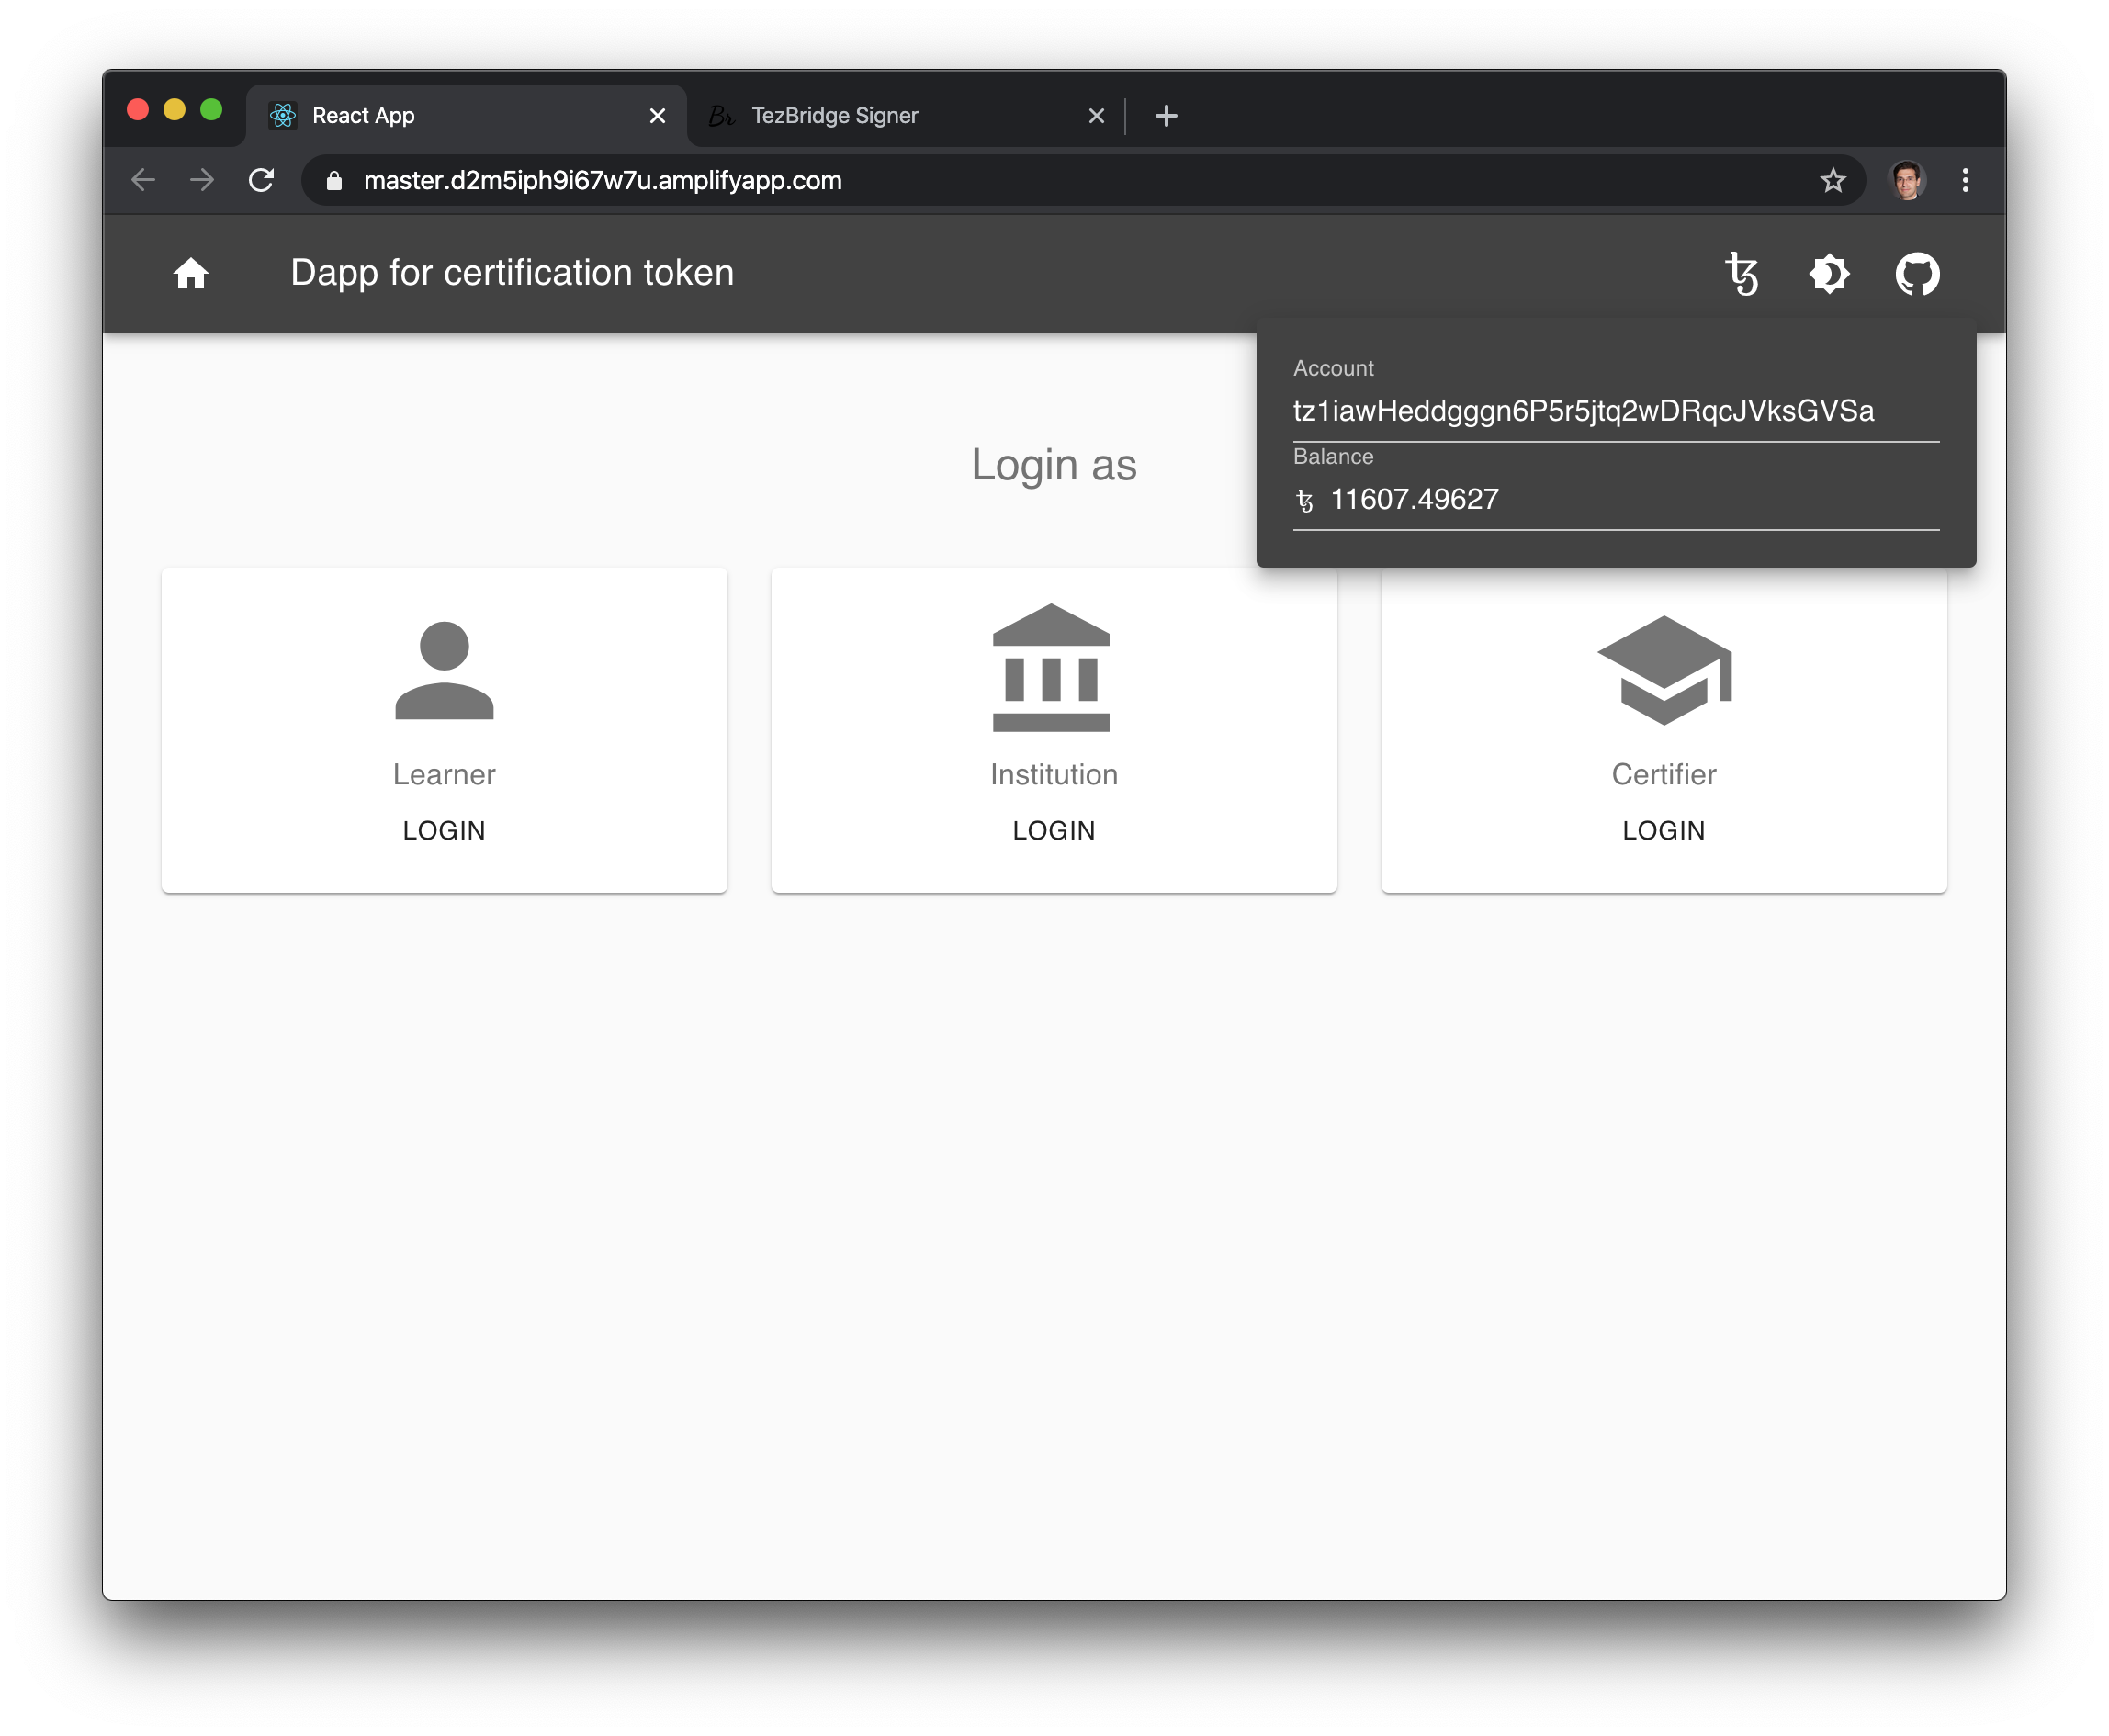 React App
Br TezBridge Signer
master.d2m5iph9i67w7u.amplifyapp.com
Dapp for certification token
Account
tz1iawHeddgggn6P5r5jtq2wDRqcJVksGVSa
Balance
ꜩ 11607.49627
Login as
Learner
LOGIN
Institution
LOGIN
Certifier
LOGIN